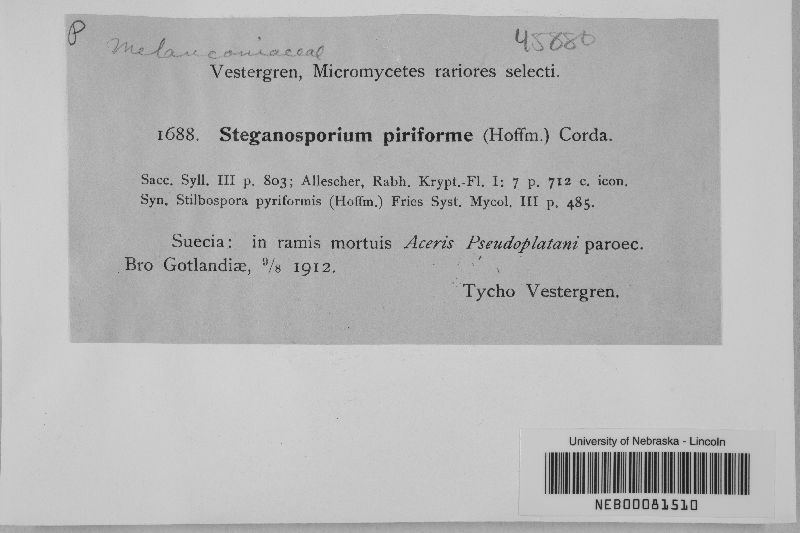 P
Melanconiaceae
45880
Vestergren, Micromycetes rariores selecti.
1688. Steganosporium piriforme (Hoffm.) Corda.
Sacc. Syll. III p. 803; Allescher, Rabh. Krypt.-Fl. I: 7 p. 712 c. icon.
Syn. Stilbospora pyriformis (Hoffm.) Fries Syst. Mycol. III p. 485.
Suecia: in ramis mortuis Aceris Pseudoplatani paroec.
Bro Gotlandiæ, 9/8 1912.
Tycho Vestergren.
University of Nebraska - Lincoln
NEB00081510